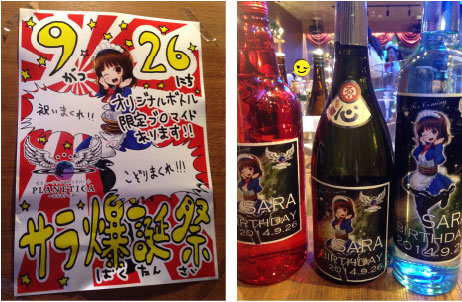 9 26
がつ にち
オリジナルボトル
限定ブロマイド
あります!!
祝いまくれ!!
PLANETICA
こどりまくれ!!!
サラ爆誕祭
ばくたんさい
SARA
BIRTHDAY
2014.9.26
心
SARA
BIRTHDAY
2014.9.26
SARA
BIRTHDAY
2014.9.26